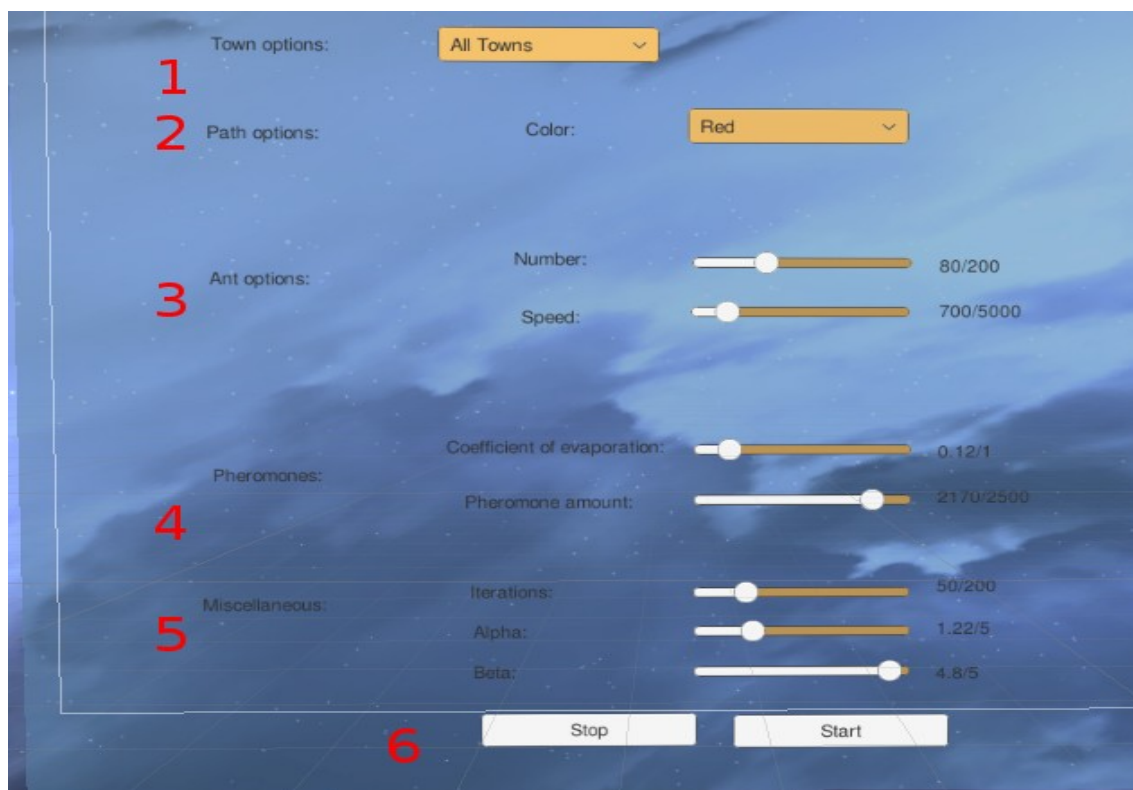 Town options: All Towns
1
2 Path options: Color: Red
Number: 80/200
Ant options:
3
Speed: 700/5000
Coefficient of evaporation: 0.12/1
Pheromones:
Pheromone amount: 2170/2500
4
Iterations: 50/200
Miscellaneous:
5 Alpha: 1.22/5
Beta: 4.8/5
Stop Start
6